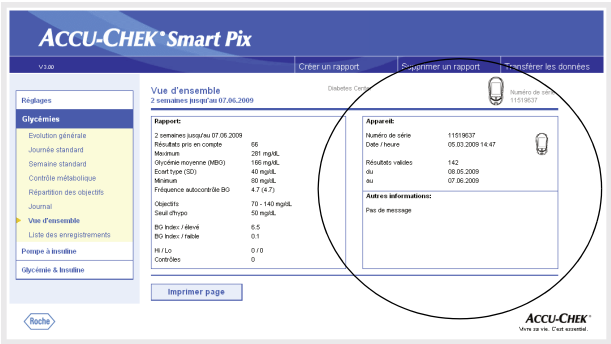 ACCU-CHEK® Smart Pix
V 3.00
Créer un rapport Supprimer un rapport Transférer les données
Vue d'ensemble
2 semaines jusqu'au 07.06.2009
Diabetes Center
Numéro de série
11519637
Réglages
Glycémies
Evolution générale
Journée standard
Semaine standard
Contrôle métabolique
Répartition des objectifs
Journal
Vue d'ensemble
Liste des enregistrements
Pompe à insuline
Glycémie & Insuline
Rapport:
2 semaines jusqu'au 07.06.2009
Résultats pris en compte 66
Maximum 281 mg/dL
Glycémie moyenne (MBG) 166 mg/dL
Ecart type (SD) 40 mg/dL
Minimum 80 mg/dL
Fréquence autocontrôle BG 4.7 (4.7)
Objectifs 70 - 140 mg/dL
Seuil d'hypo 50 mg/dL
BG Index / élevé 6.5
BG Index / faible 0.1
Hi / Lo 0 / 0
Contrôles 0
Appareil:
Numéro de série 11519637
Date / heure 05.03.2009 14:47
Résultats valides 142
du 08.05.2009
au 07.06.2009
Autres informations:
Pas de message
Imprimer page
Roche
ACCU-CHEK®
Vivre sa vie. C'est essentiel.